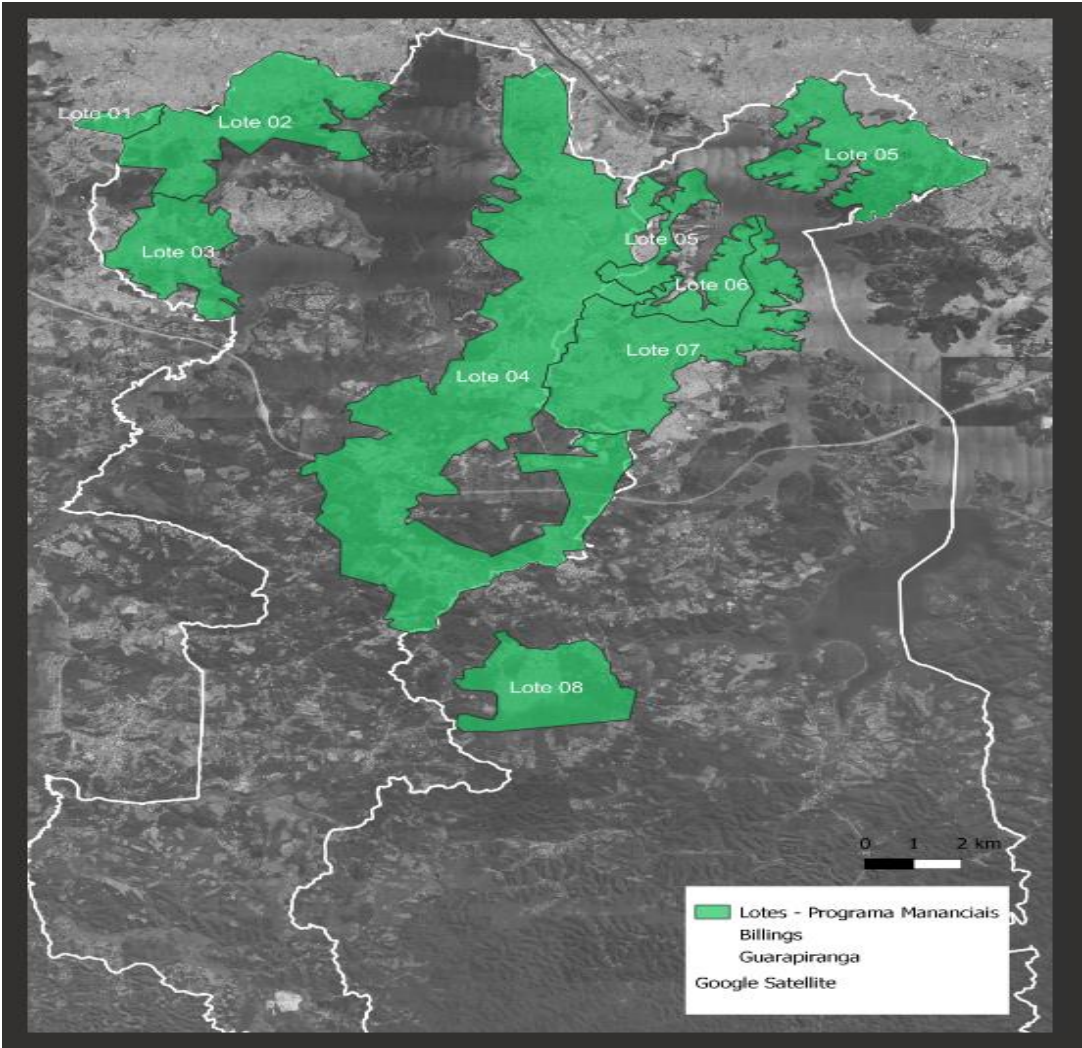 Lote 01
Lote 02
Lote 05
Lote 03
Lote 05
Lote 06
Lote 07
Lote 04
Lote 08
0 1 2 km
Lotes - Programa Mananciais
Billings
Guarapiranga
Google Satellite